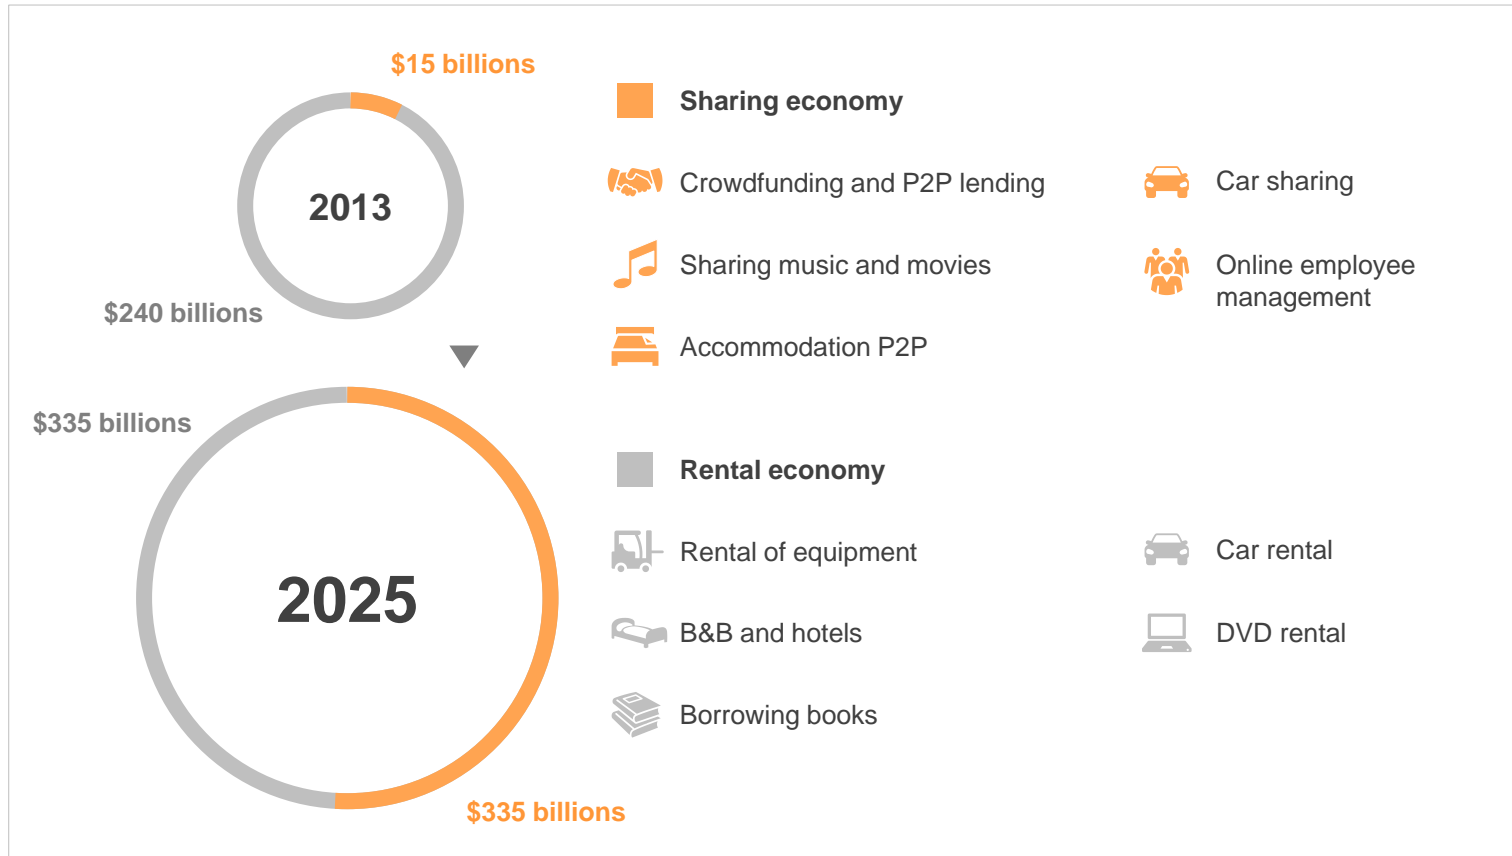 $15 billions
2013
$240 billions
$335 billions
2025
$335 billions
Sharing economy
Crowdfunding and P2P lending
Sharing music and movies
Accommodation P2P
Car sharing
Online employee
management
Rental economy
Rental of equipment
B&B and hotels
Borrowing books
Car rental
DVD rental